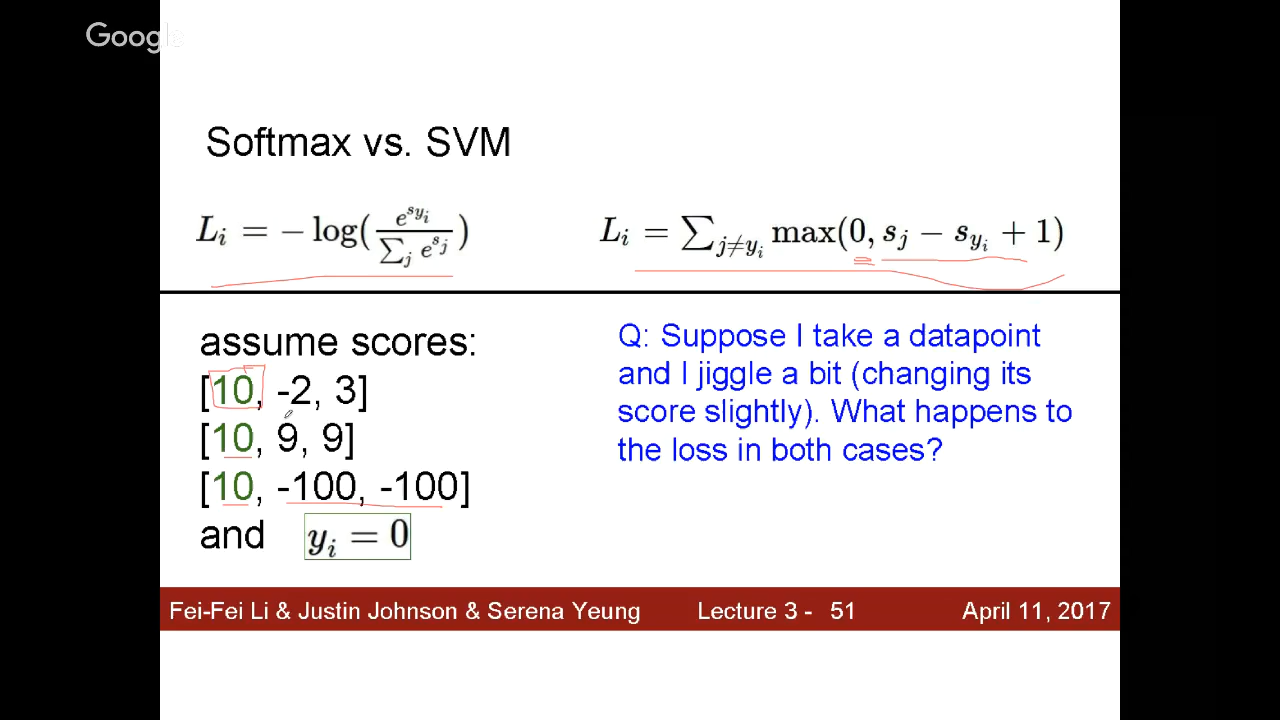 Google
Softmax vs. SVM
L_i = − log( e^{s_{y_i}} / ∑_j e^{s_j} )
L_i = ∑_{j≠y_i} max(0, s_j − s_{y_i} + 1)
assume scores:
[10, -2, 3]
[10, 9, 9]
[10, -100, -100]
and y_i = 0
Q: Suppose I take a datapoint
and I jiggle a bit (changing its
score slightly). What happens to
the loss in both cases?
Fei-Fei Li & Justin Johnson & Serena Yeung Lecture 3 - 51 April 11, 2017